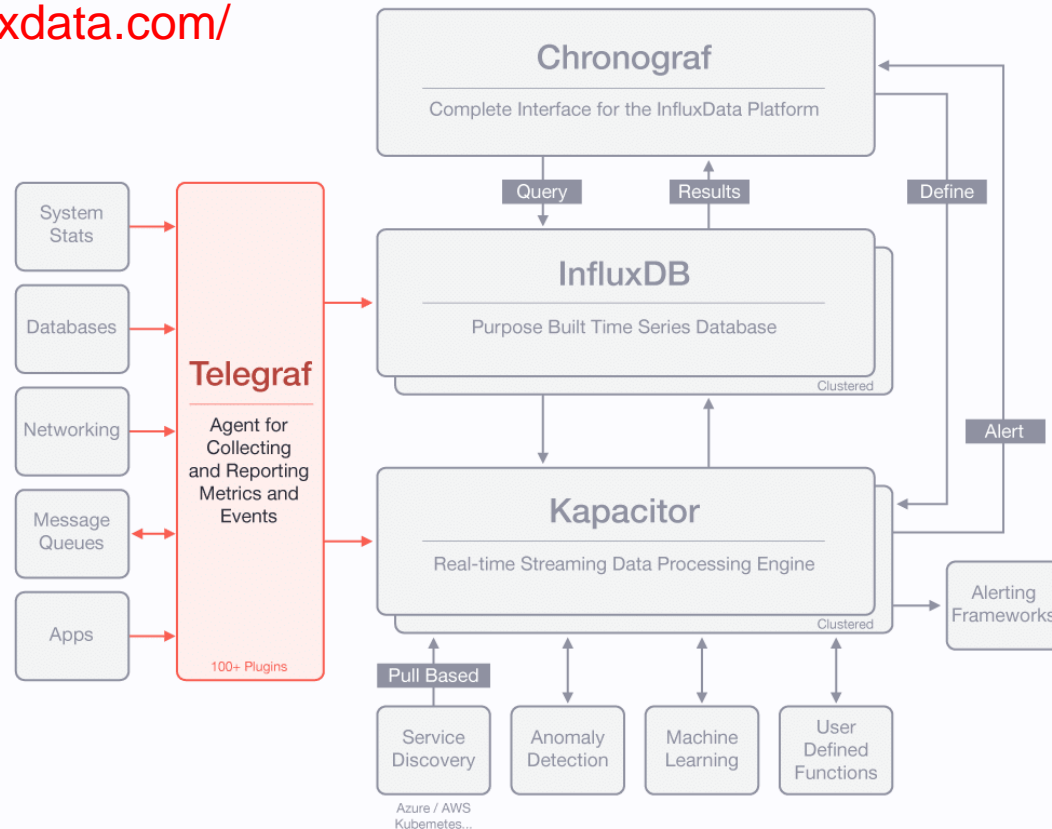 xdata.com/
Chronograf
Complete Interface for the InfluxData Platform
Query
Results
Define
System
Stats
Databases
Networking
Message
Queues
Apps
Telegraf
Agent for
Collecting
and Reporting
Metrics and
Events
100+ Plugins
InfluxDB
Purpose Built Time Series Database
Clustered
Alert
Kapacitor
Real-time Streaming Data Processing Engine
Clustered
Alerting
Frameworks
Pull Based
Service
Discovery
Azure / AWS
Kubernetes...
Anomaly
Detection
Machine
Learning
User
Defined
Functions